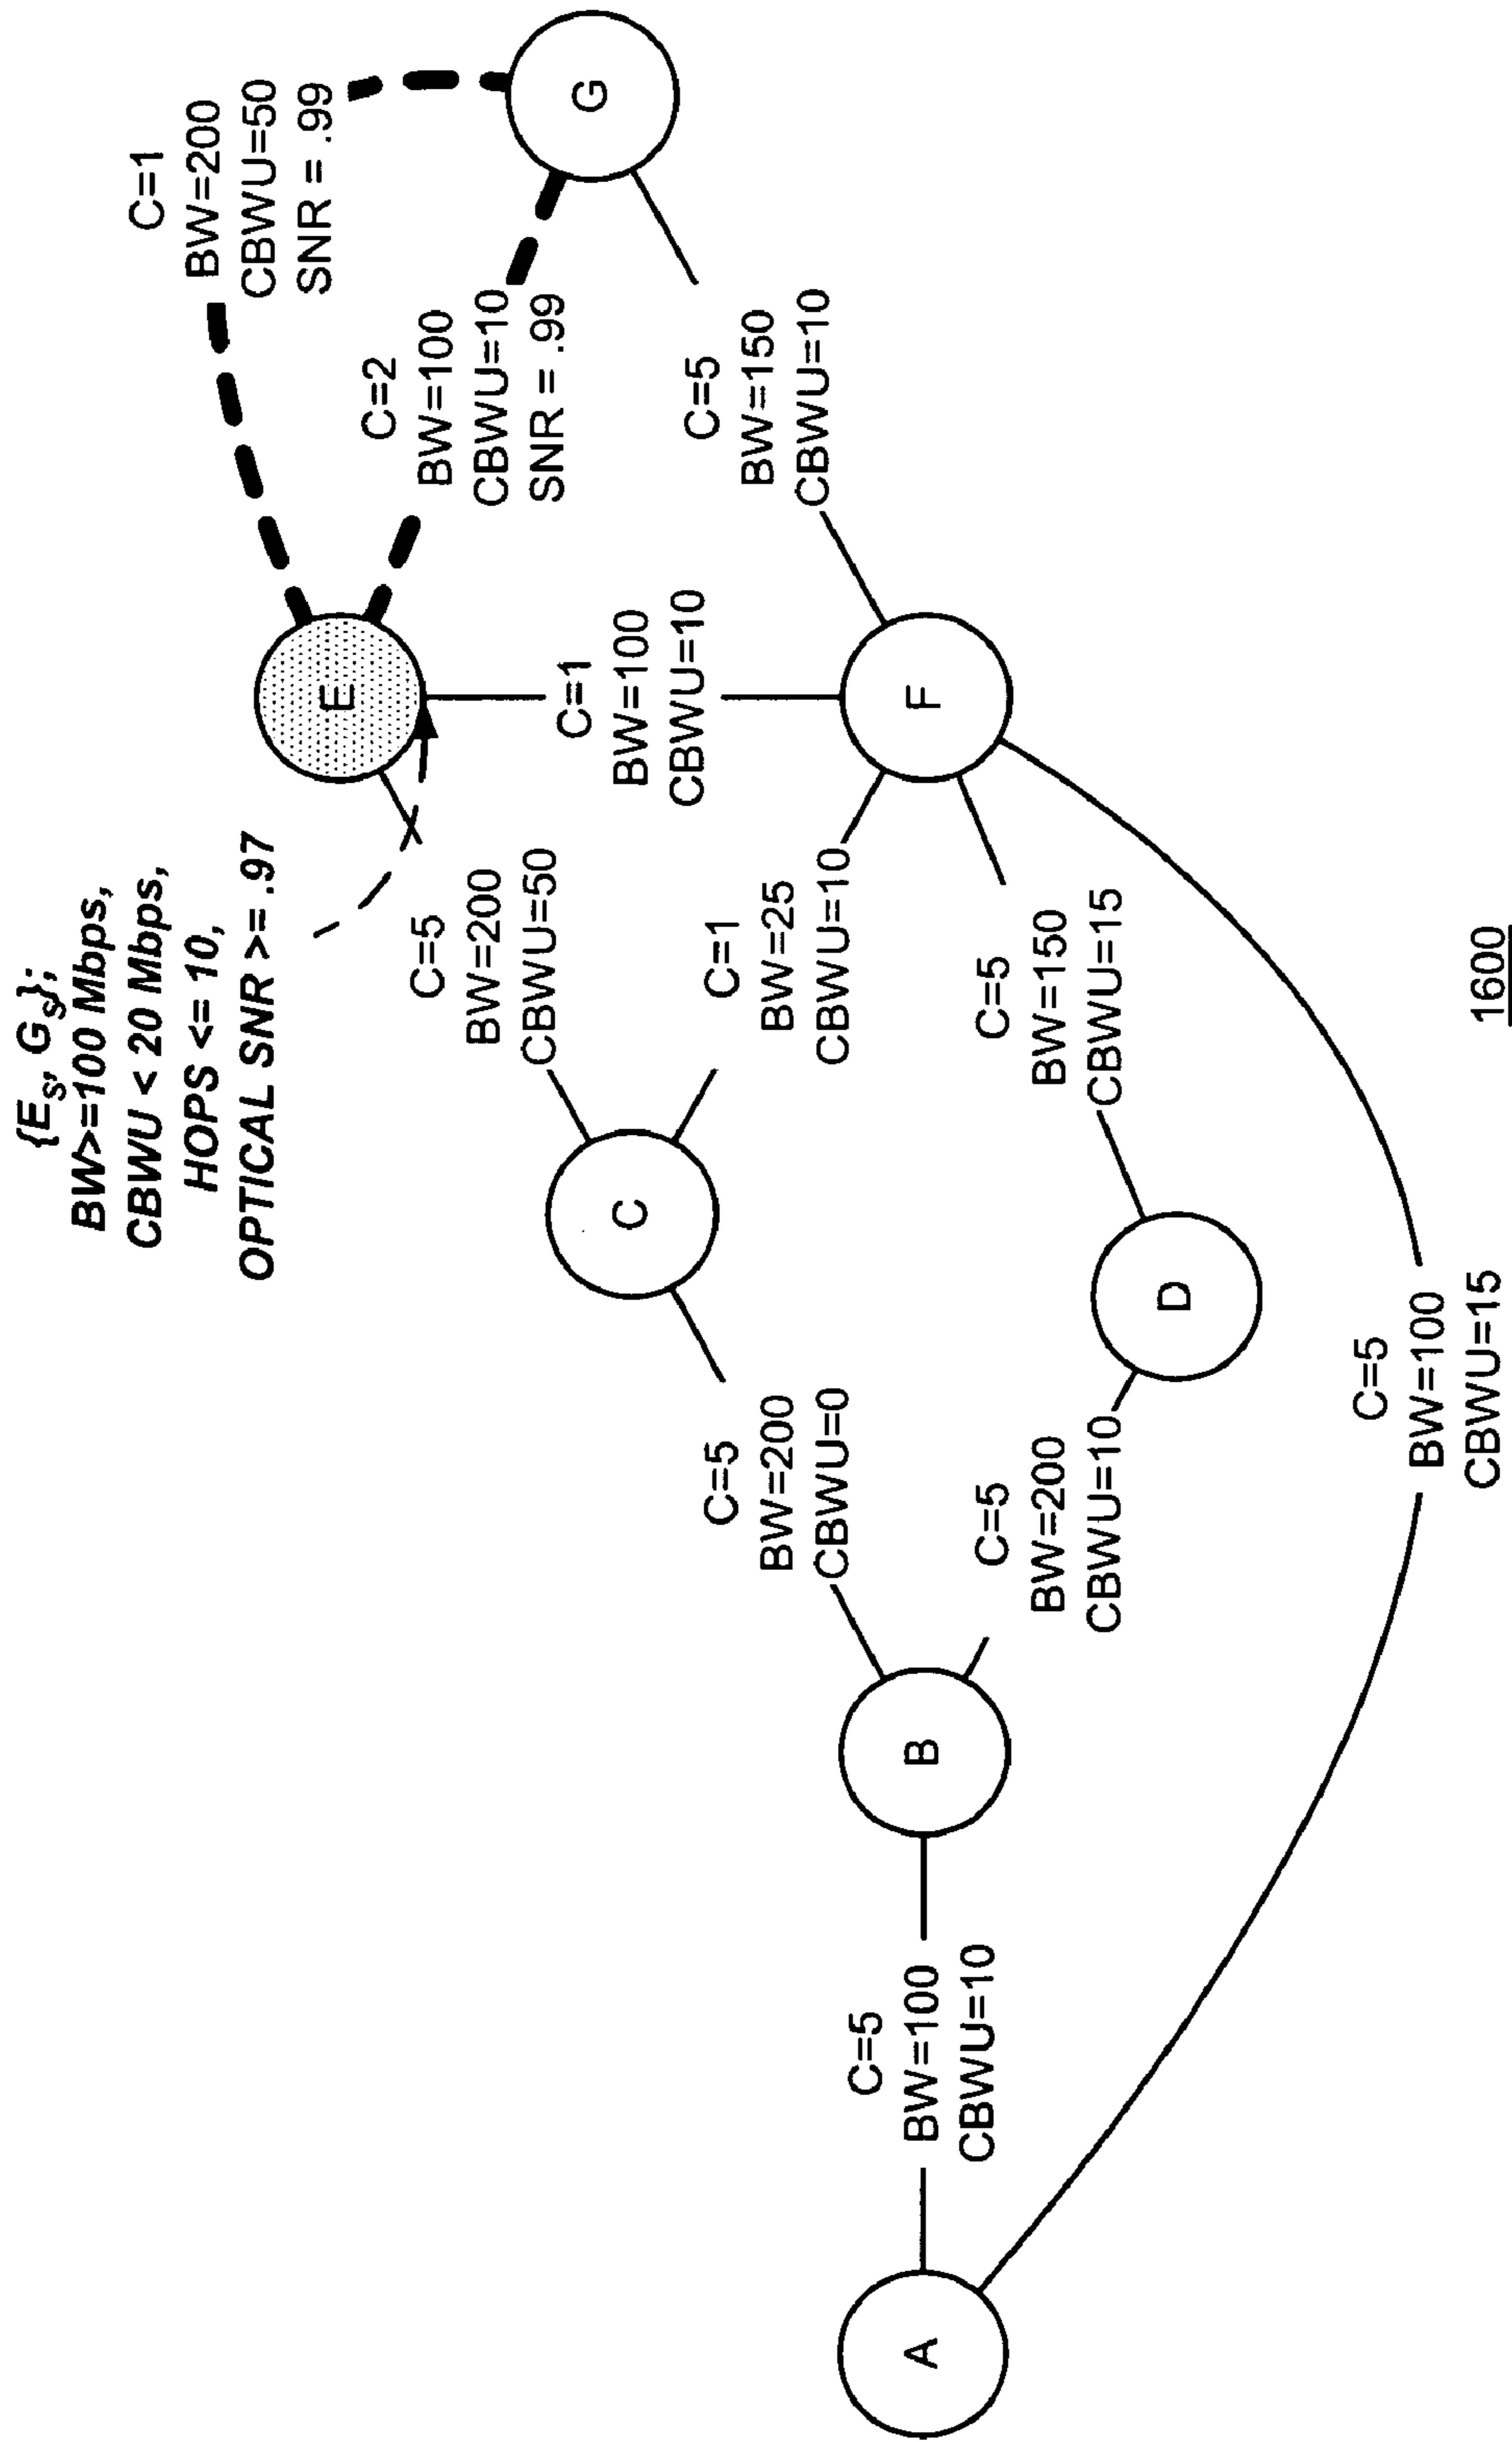 {Es, Gs};
BW>=100 Mbps,
CBWU < 20 Mbps,
HOPS <= 10,
OPTICAL SNR >= .97
C=1
BW=200
CBWU=50
SNR = .99
E
C=2
BW=100
CBWU=10
SNR = .99
G
C=5
BW=200
CBWU=50
C=1
BW=100
CBWU=10
C
C=5
BW=200
CBWU=0
C=1
BW=25
CBWU=10
C=5
BW=150
CBWU=10
A
C=5
BW=100
CBWU=10
B
F
C=5
BW=200
CBWU=10
D
C=5
BW=150
CBWU=15
C=5
BW=100
CBWU=15
1600